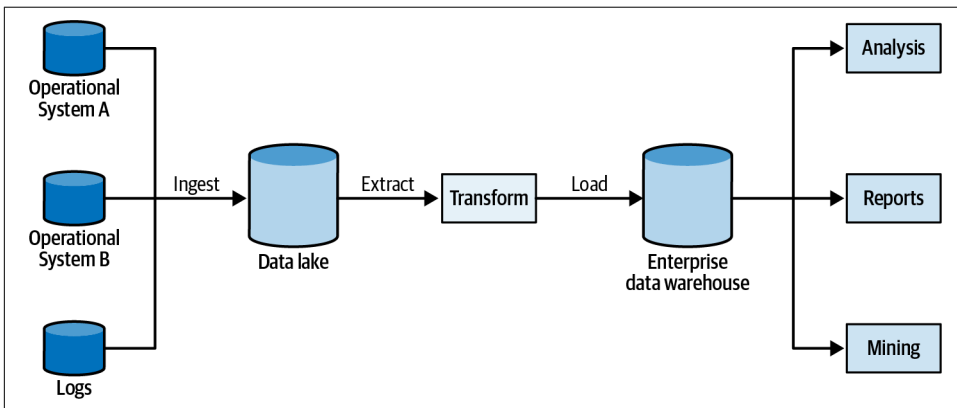 Operational
System A
Operational
System B
Logs
Ingest
Data lake
Extract
Transform
Load
Enterprise
data warehouse
Analysis
Reports
Mining